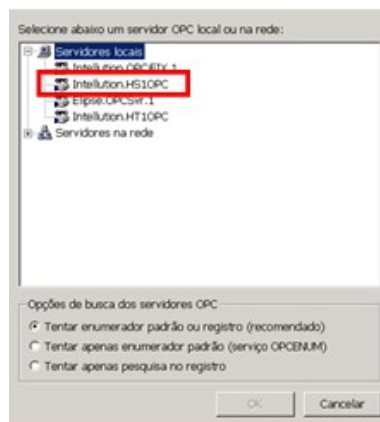 Selecione abaixo um servidor OPC local ou na rede:
Servidores locais
Intellution.OPCiFIX.1
Intellution.HS1OPC
Elipse.OPCSvr.1
Intellution.HT1OPC
Servidores na rede
Opções de busca dos servidores OPC
Tentar enumerador padrão ou registro (recomendado)
Tentar apenas enumerador padrão (serviço OPCENUM)
Tentar apenas pesquisa no registro
OK
Cancelar